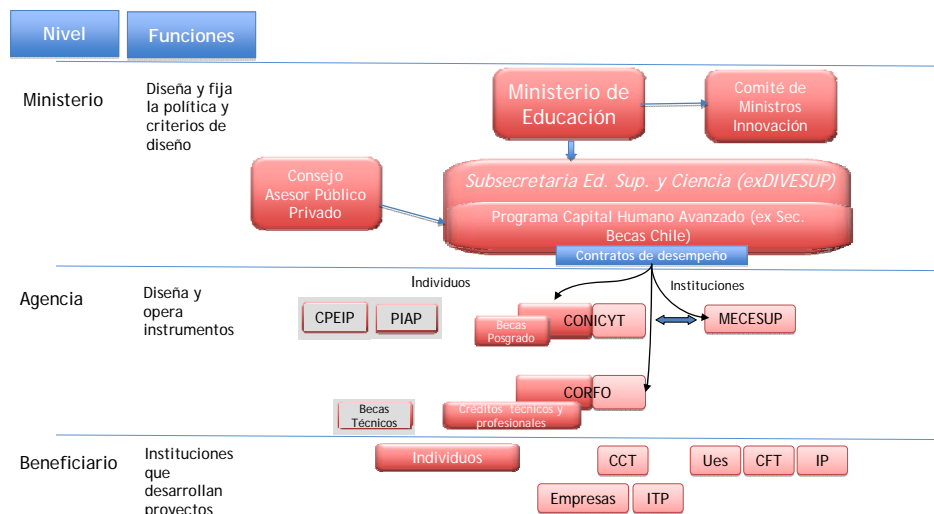 Nivel
Funciones
Ministerio
Diseña y fija
la política y
criterios de
diseño
Ministerio de
Educación
Comité de
Ministros
Innovación
Consejo
Asesor Público
Privado
Subsecretaria Ed. Sup. y Ciencia (exDIVESUP)
Programa Capital Humano Avanzado (ex Sec.
Becas Chile)
Contratos de desempeño
Agencia
Diseña y
opera
instrumentos
Individuos
Instituciones
CPEIP
PIAP
CONICYT
Becas
Posgrado
MECESUP
CORFO
Becas
Técnicos
Créditos técnicos y
profesionales
Beneficiario
Instituciones
que
desarrollan
proyectos
Individuos
CCT
Ues
CFT
IP
Empresas
ITP